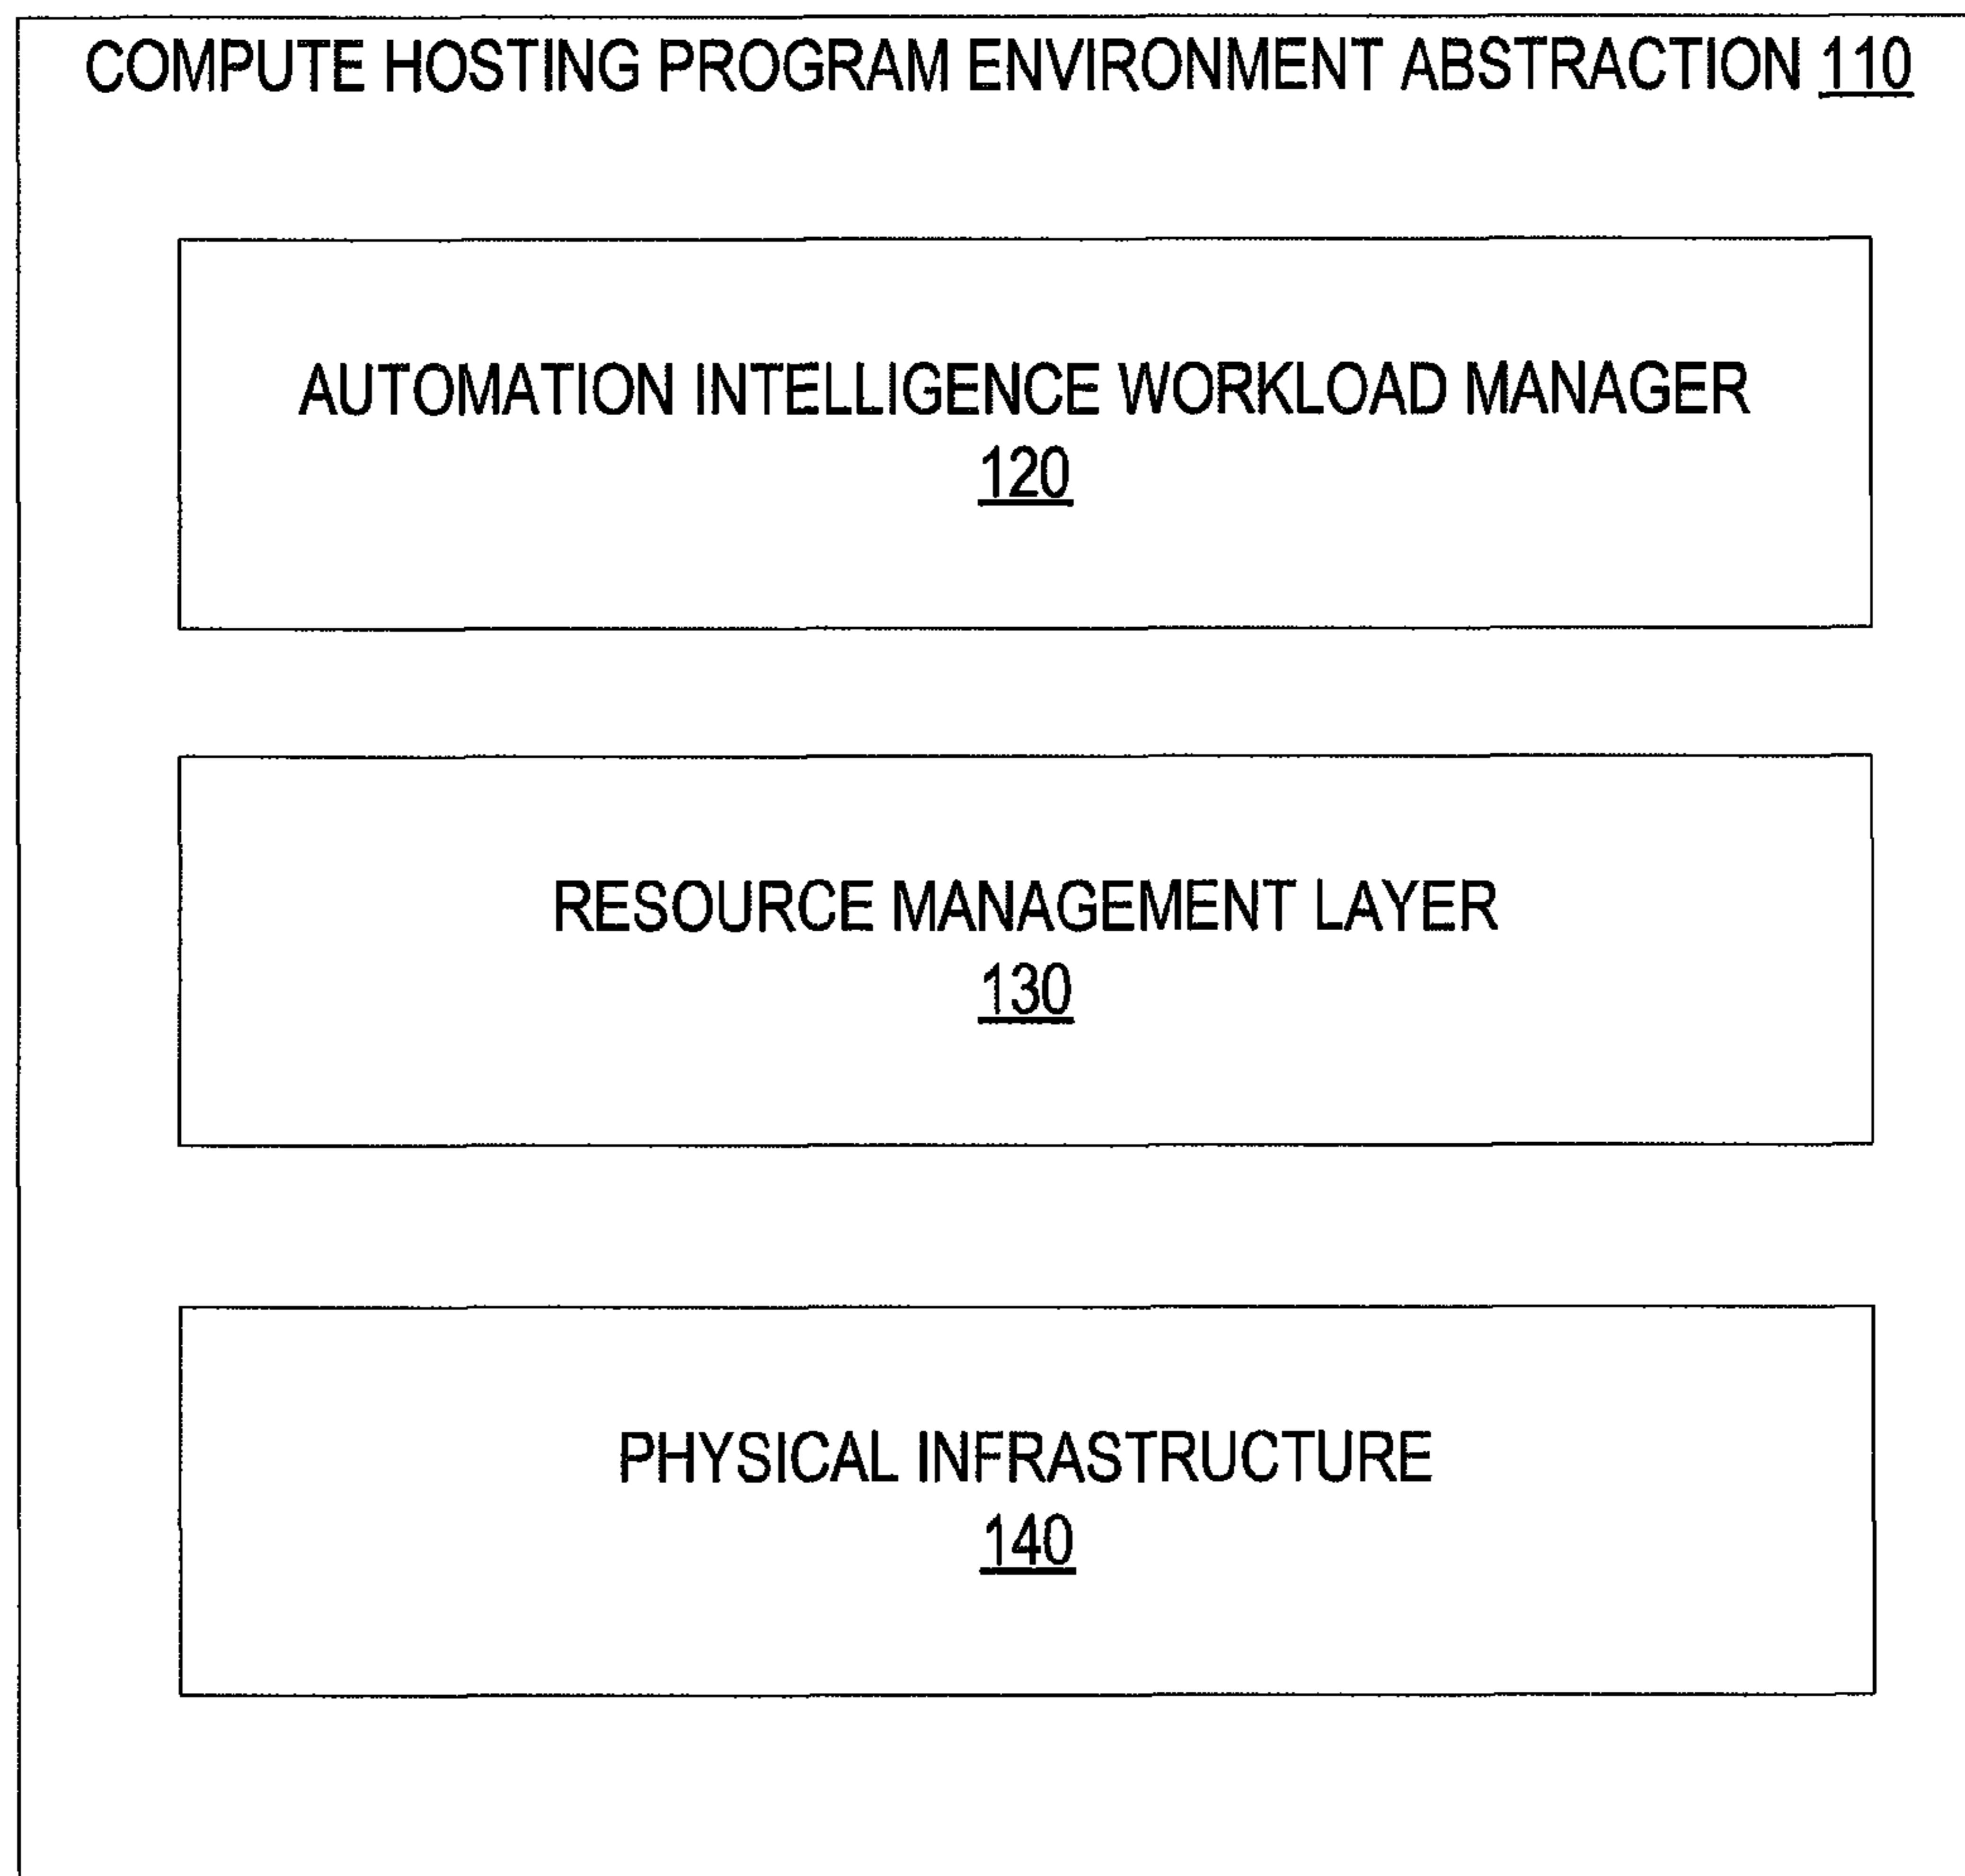 COMPUTE HOSTING PROGRAM ENVIRONMENT ABSTRACTION 110
AUTOMATION INTELLIGENCE WORKLOAD MANAGER
120
RESOURCE MANAGEMENT LAYER
130
PHYSICAL INFRASTRUCTURE
140